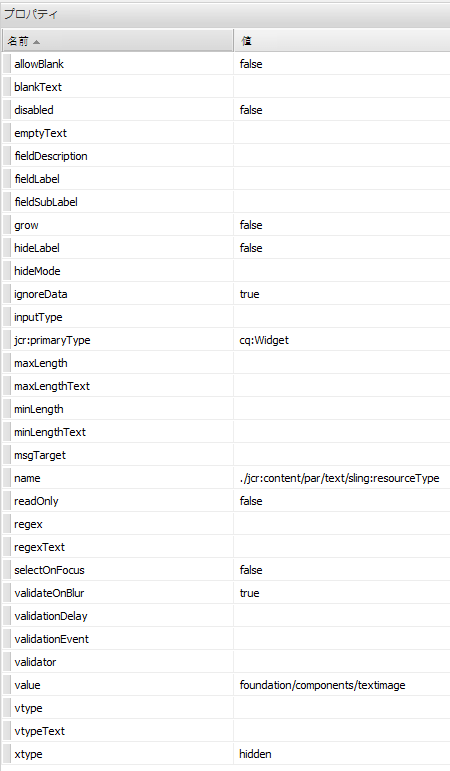 プロパティ
名前 値
allowBlank false
blankText
disabled false
emptyText
fieldDescription
fieldLabel
fieldSubLabel
grow false
hideLabel false
hideMode
ignoreData true
inputType
jcr:primaryType cq:Widget
maxLength
maxLengthText
minLength
minLengthText
msgTarget
name ./jcr:content/par/text/sling:resourceType
readOnly false
regex
regexText
selectOnFocus false
validateOnBlur true
validationDelay
validationEvent
validator
value foundation/components/textimage
vtype
vtypeText
xtype hidden